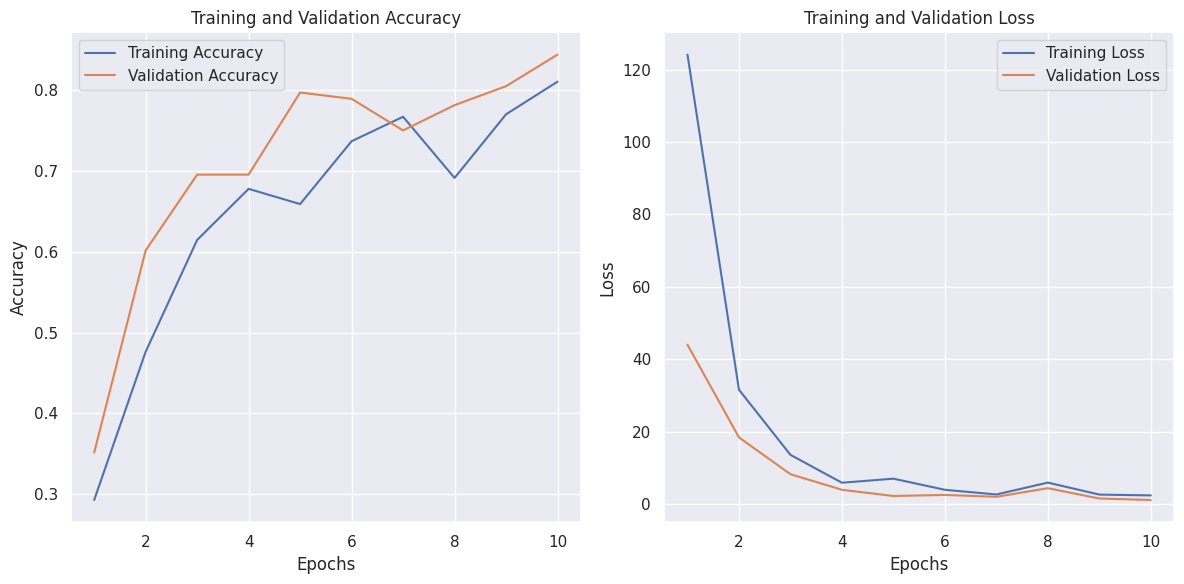 Training and Validation Accuracy
Training Accuracy
Validation Accuracy
0.8
0.7
0.6
0.5
0.4
0.3
Accuracy
2 4 6 8 10
Epochs
Training and Validation Loss
Training Loss
Validation Loss
120
100
80
60
40
20
0
Loss
2 4 6 8 10
Epochs